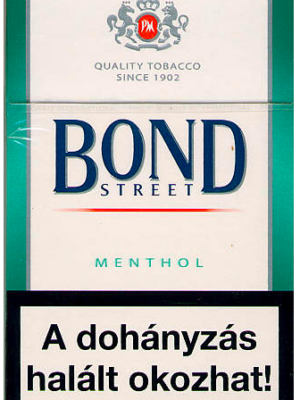 PM
QUALITY TOBACCO
SINCE 1902
BOND
STREET
MENTHOL
A dohányzás
halált okozhat!